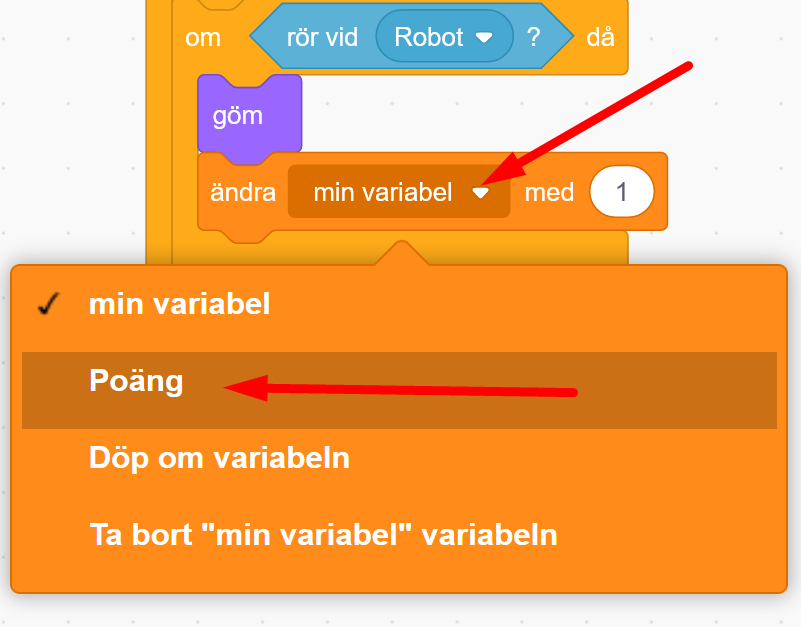 om rör vid Robot ? då
göm
ändra min variabel med 1
min variabel
Poäng
Döp om variabeln
Ta bort "min variabel" variabeln